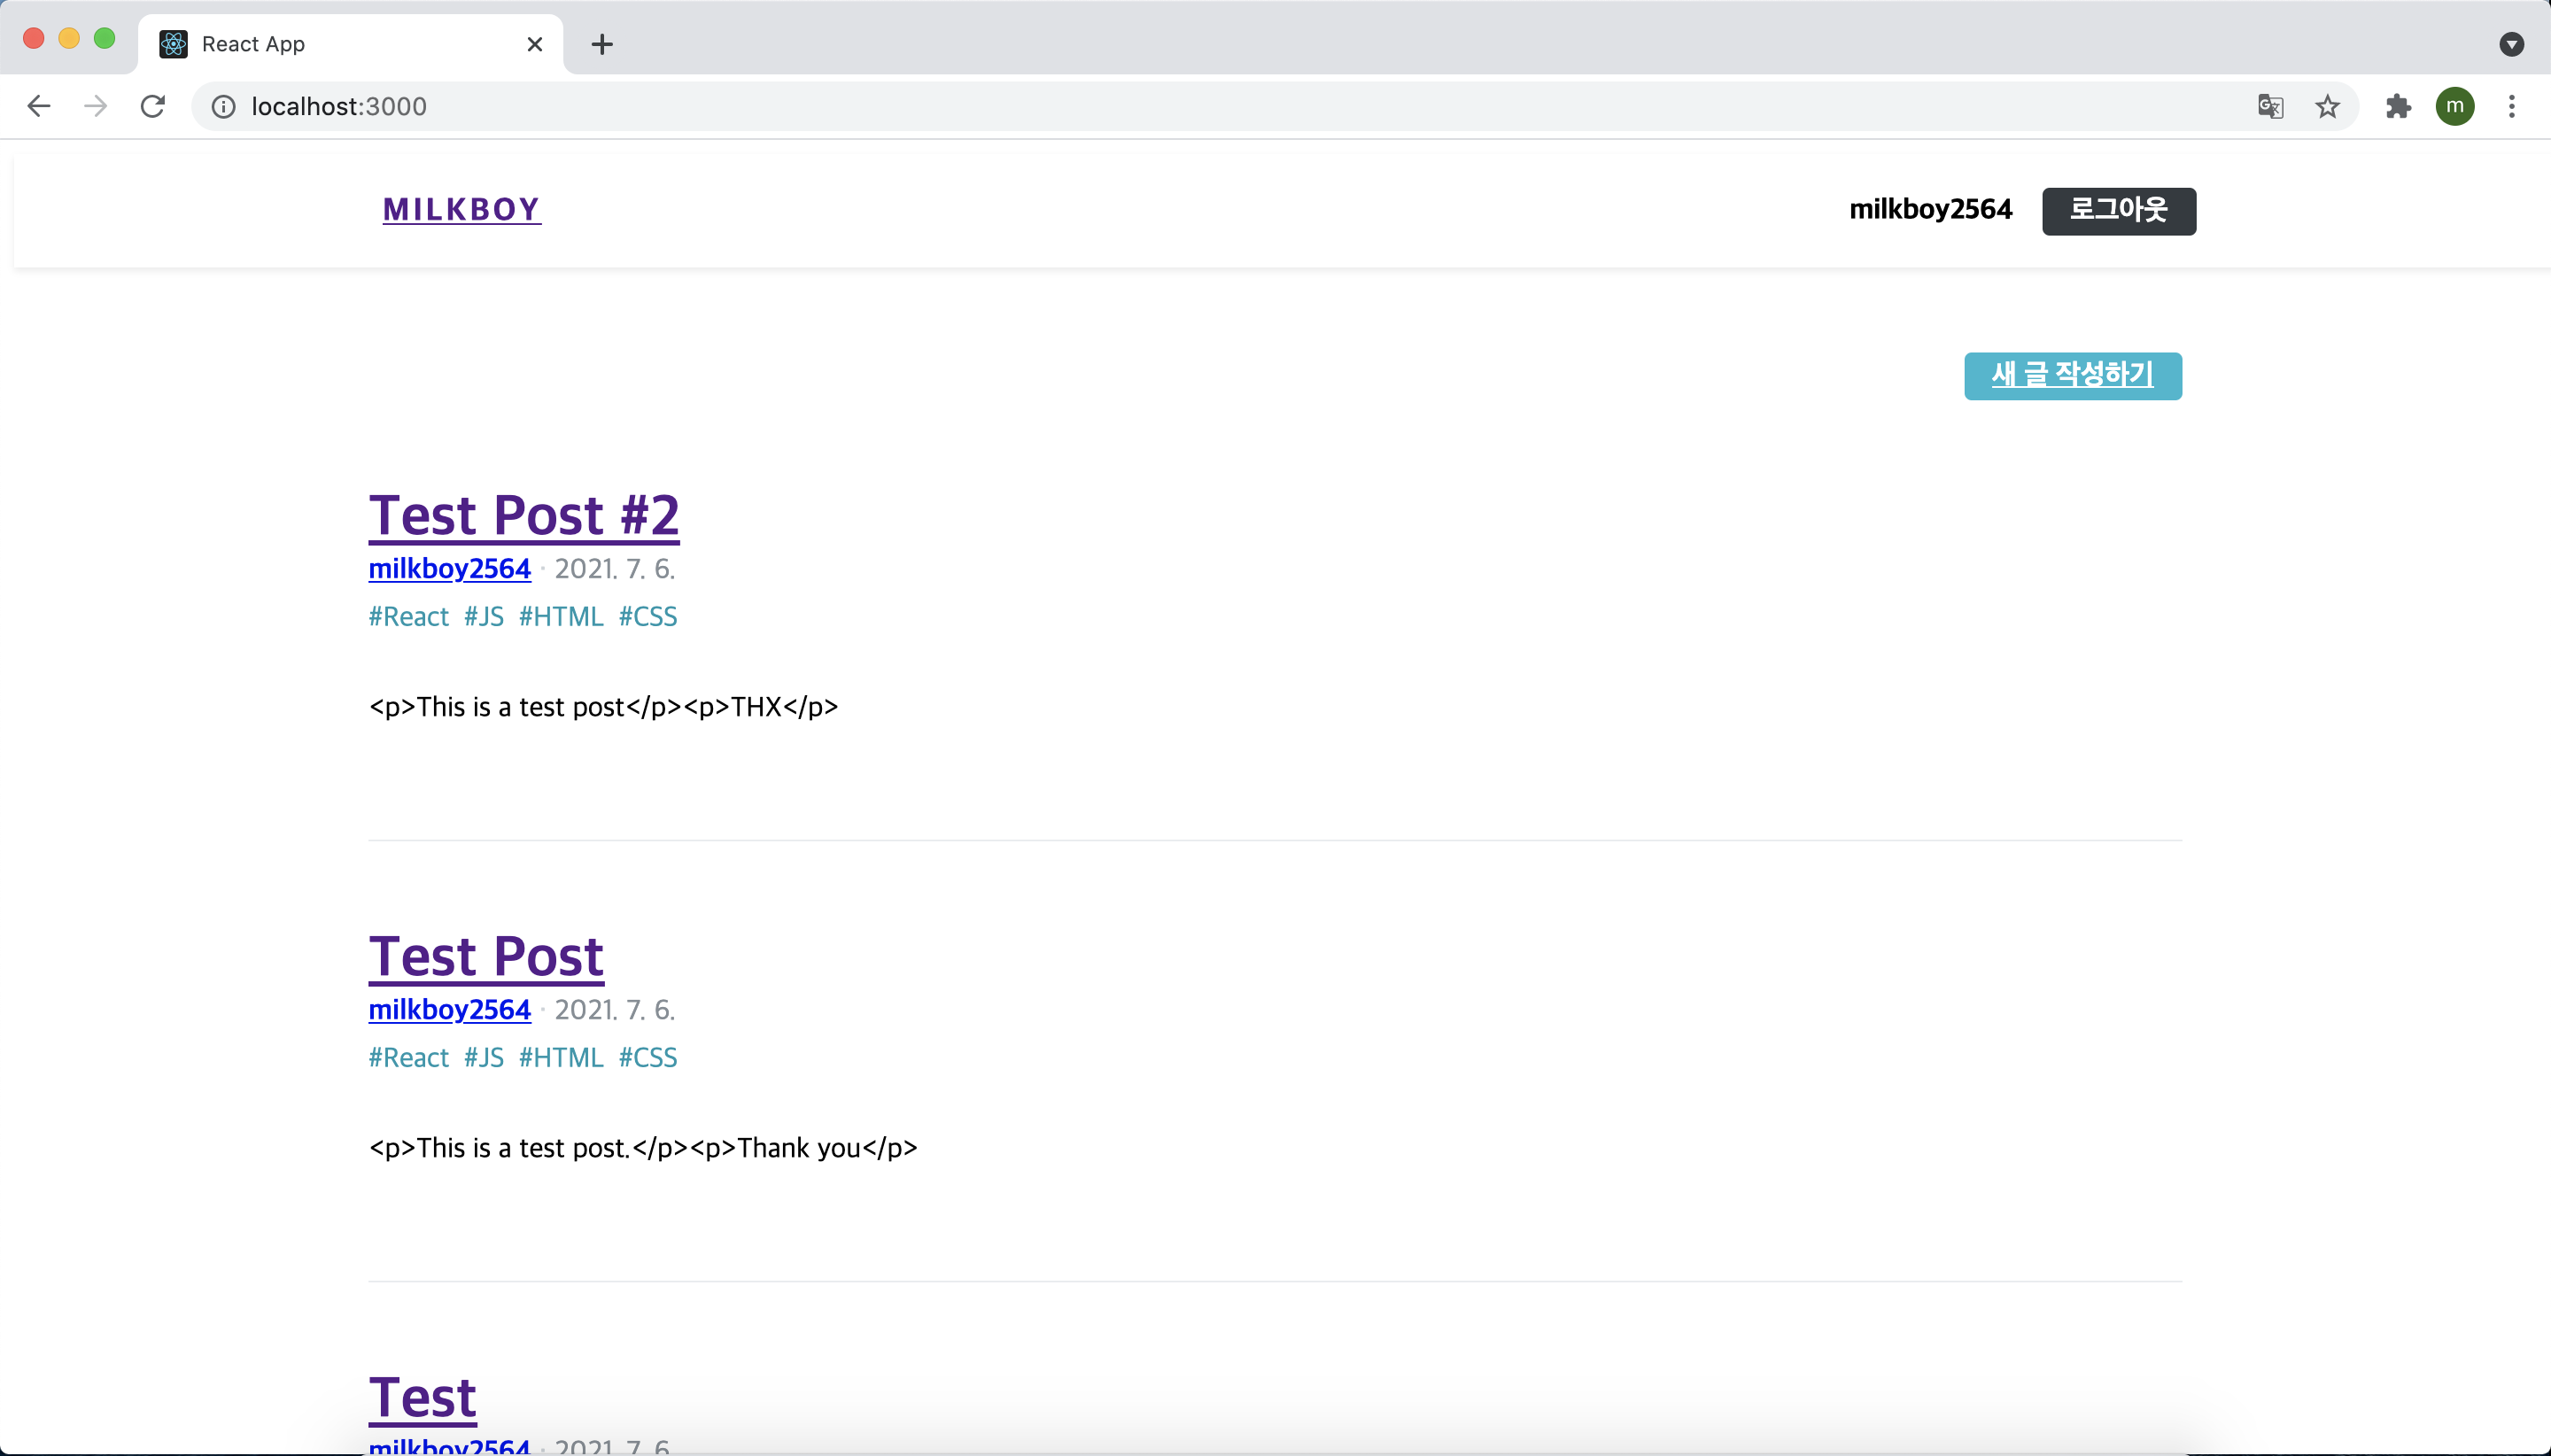 React App
localhost:3000
m
MILKBOY
milkboy2564 로그아웃
새 글 작성하기
Test Post #2
milkboy2564 · 2021. 7. 6.
#React #JS #HTML #CSS
<p>This is a test post</p><p>THX</p>
Test Post
milkboy2564 · 2021. 7. 6.
#React #JS #HTML #CSS
<p>This is a test post.</p><p>Thank you</p>
Test
milkboy2564 · 2021. 7. 6.